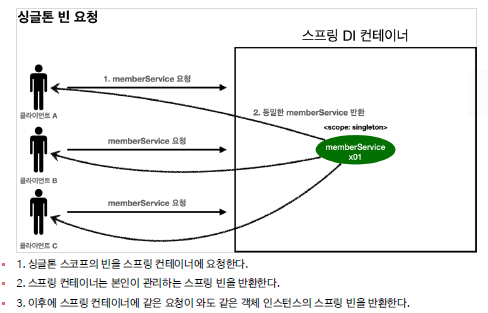 싱글톤 빈 요청
스프링 DI 컨테이너
1. memberService 요청
클라이언트 A
2. 동일한 memberService 반환
<scope: singleton>
memberService
x01
memberService 요청
클라이언트 B
memberService 요청
클라이언트 C
1. 싱글톤 스코프의 빈을 스프링 컨테이너에 요청한다.
2. 스프링 컨테이너는 본인이 관리하는 스프링 빈을 반환한다.
3. 이후에 스프링 컨테이너에 같은 요청이 와도 같은 객체 인스턴스의 스프링 빈을 반환한다.